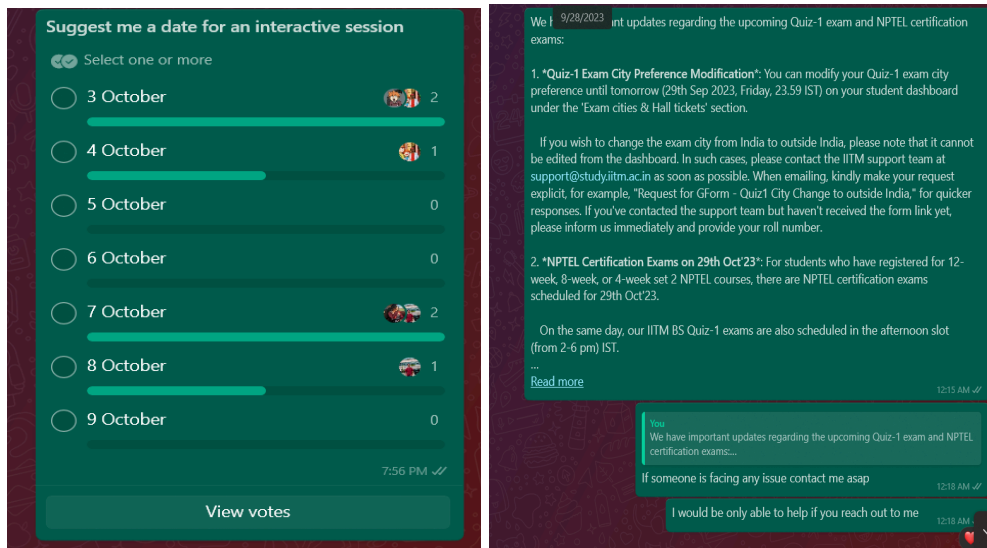 Suggest me a date for an interactive session
Select one or more
3 October 2
4 October 1
5 October 0
6 October 0
7 October 2
8 October 1
9 October 0
7:56 PM
View votes
9/28/2023
We ant updates regarding the upcoming Quiz-1 exam and NPTEL certification
exams:
1. *Quiz-1 Exam City Preference Modification*: You can modify your Quiz-1 exam city
preference until tomorrow (29th Sep 2023, Friday, 23.59 IST) on your student dashboard
under the 'Exam cities & Hall tickets' section.
If you wish to change the exam city from India to outside India, please note that it cannot
be edited from the dashboard. In such cases, please contact the IITM support team at
support@study.iitm.ac.in as soon as possible. When emailing, kindly make your request
explicit, for example, "Request for GForm - Quiz1 City Change to outside India," for quicker
responses. If you've contacted the support team but haven't received the form link yet,
please inform us immediately and provide your roll number.
2. *NPTEL Certification Exams on 29th Oct'23*: For students who have registered for 12-
week, 8-week, or 4-week set 2 NPTEL courses, there are NPTEL certification exams
scheduled for 29th Oct'23.
On the same day, our IITM BS Quiz-1 exams are also scheduled in the afternoon slot
(from 2-6 pm) IST.
...
Read more
12:15 AM
You
We have important updates regarding the upcoming Quiz-1 exam and NPTEL
certification exams:...
If someone is facing any issue contact me asap
12:18 AM
I would be only able to help if you reach out to me
12:18 AM